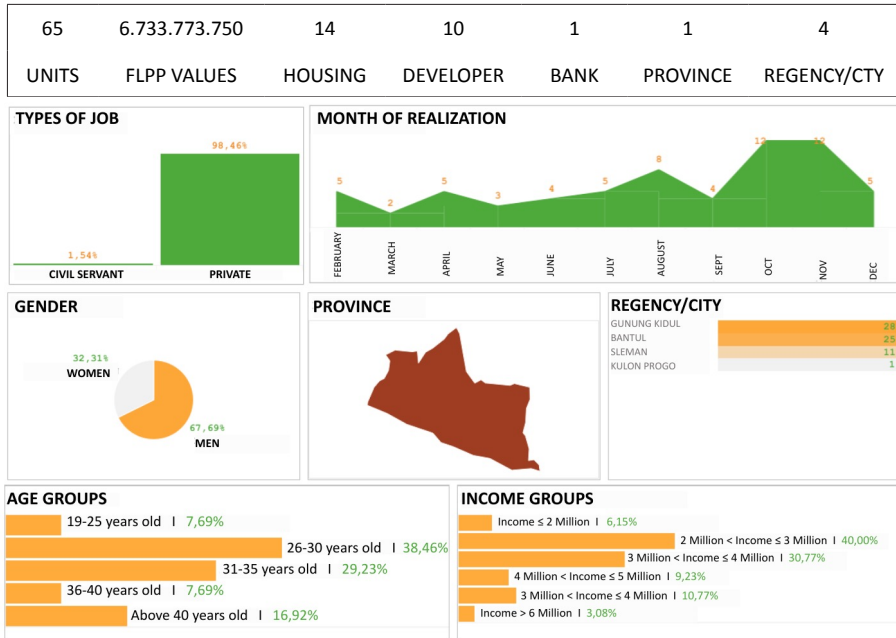 65 6.733.773.750 14 10 1 1 4
UNITS FLPP VALUES HOUSING DEVELOPER BANK PROVINCE REGENCY/CTY
TYPES OF JOB
98,46%
1,54%
CIVIL SERVANT PRIVATE
MONTH OF REALIZATION
5 2 5 3 4 5 8 4 12 12 5
FEBRUARY MARCH APRIL MAY JUNE JULY AUGUST SEPT OCT NOV DEC
GENDER
32,31%
WOMEN
67,69%
MEN
PROVINCE
REGENCY/CITY
GUNUNG KIDUL 28
BANTUL 25
SLEMAN 11
KULON PROGO 1
AGE GROUPS
19-25 years old I 7,69%
26-30 years old I 38,46%
31-35 years old I 29,23%
36-40 years old I 7,69%
Above 40 years old I 16,92%
INCOME GROUPS
Income ≤ 2 Million I 6,15%
2 Million < Income ≤ 3 Million I 40,00%
3 Million < Income ≤ 4 Million I 30,77%
4 Million < Income ≤ 5 Million I 9,23%
3 Million < Income ≤ 4 Million I 10,77%
Income > 6 Million I 3,08%